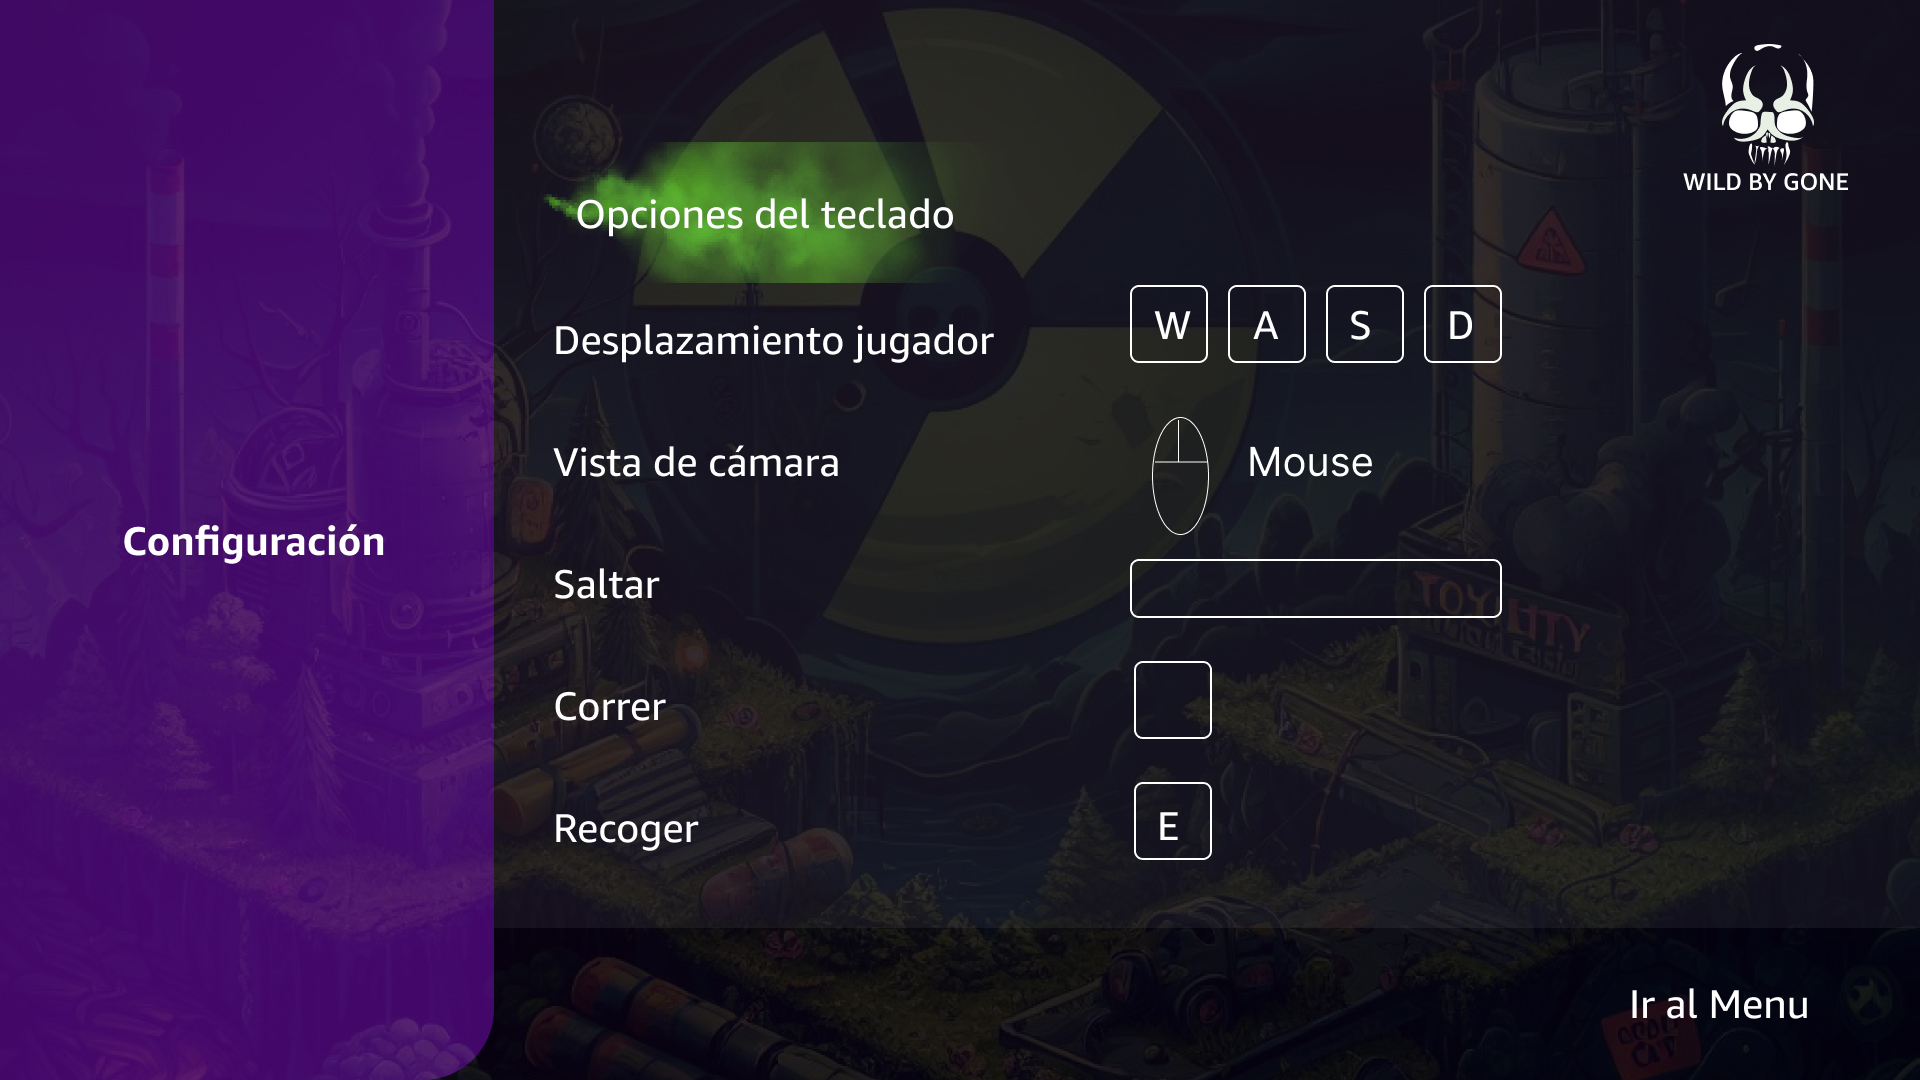 WILD BY GONE
Opciones del teclado
Desplazamiento jugador
W A S D
Vista de cámara
Mouse
Configuración
Saltar
Correr
Recoger
E
Ir al Menu